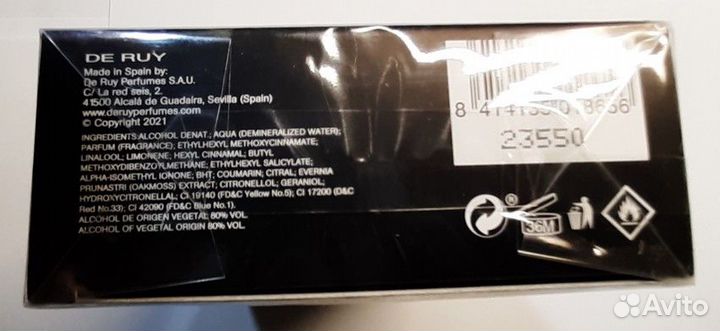 DE RUY
Made in Spain by:
De Ruy Perfumes S.A.U.
C/ La red seis, 2.
41500 Alcalá de Guadaira, Sevilla (Spain)
www.deruyperfumes.com
© Copyright 2021
INGREDIENTS:ALCOHOL DENAT.; AQUA (DEMINERALIZED WATER);
PARFUM (FRAGRANCE); ETHYLHEXYL METHOXYCINNAMATE;
LINALOOL; LIMONENE; HEXYL CINNAMAL; BUTYL
METHOXYDIBENZOYLMETHANE; ETHYLHEXYL SALICYLATE;
ALPHA-ISOMETHYL IONONE; BHT; COUMARIN; CITRAL; EVERNIA
PRUNASTRI (OAKMOSS) EXTRACT; CITRONELLOL; GERANIOL;
HYDROXYCITRONELLAL; CI 19140 (FD&C Yellow No.5); CI 17200 (D&C
Red No.33); CI 42090 (FD&C Blue No.1).
ALCOHOL DE ORIGEN VEGETAL 80% VOL.
ALCOHOL OF VEGETAL ORIGIN 80% VOL.
8
23550
®
36M
Avito